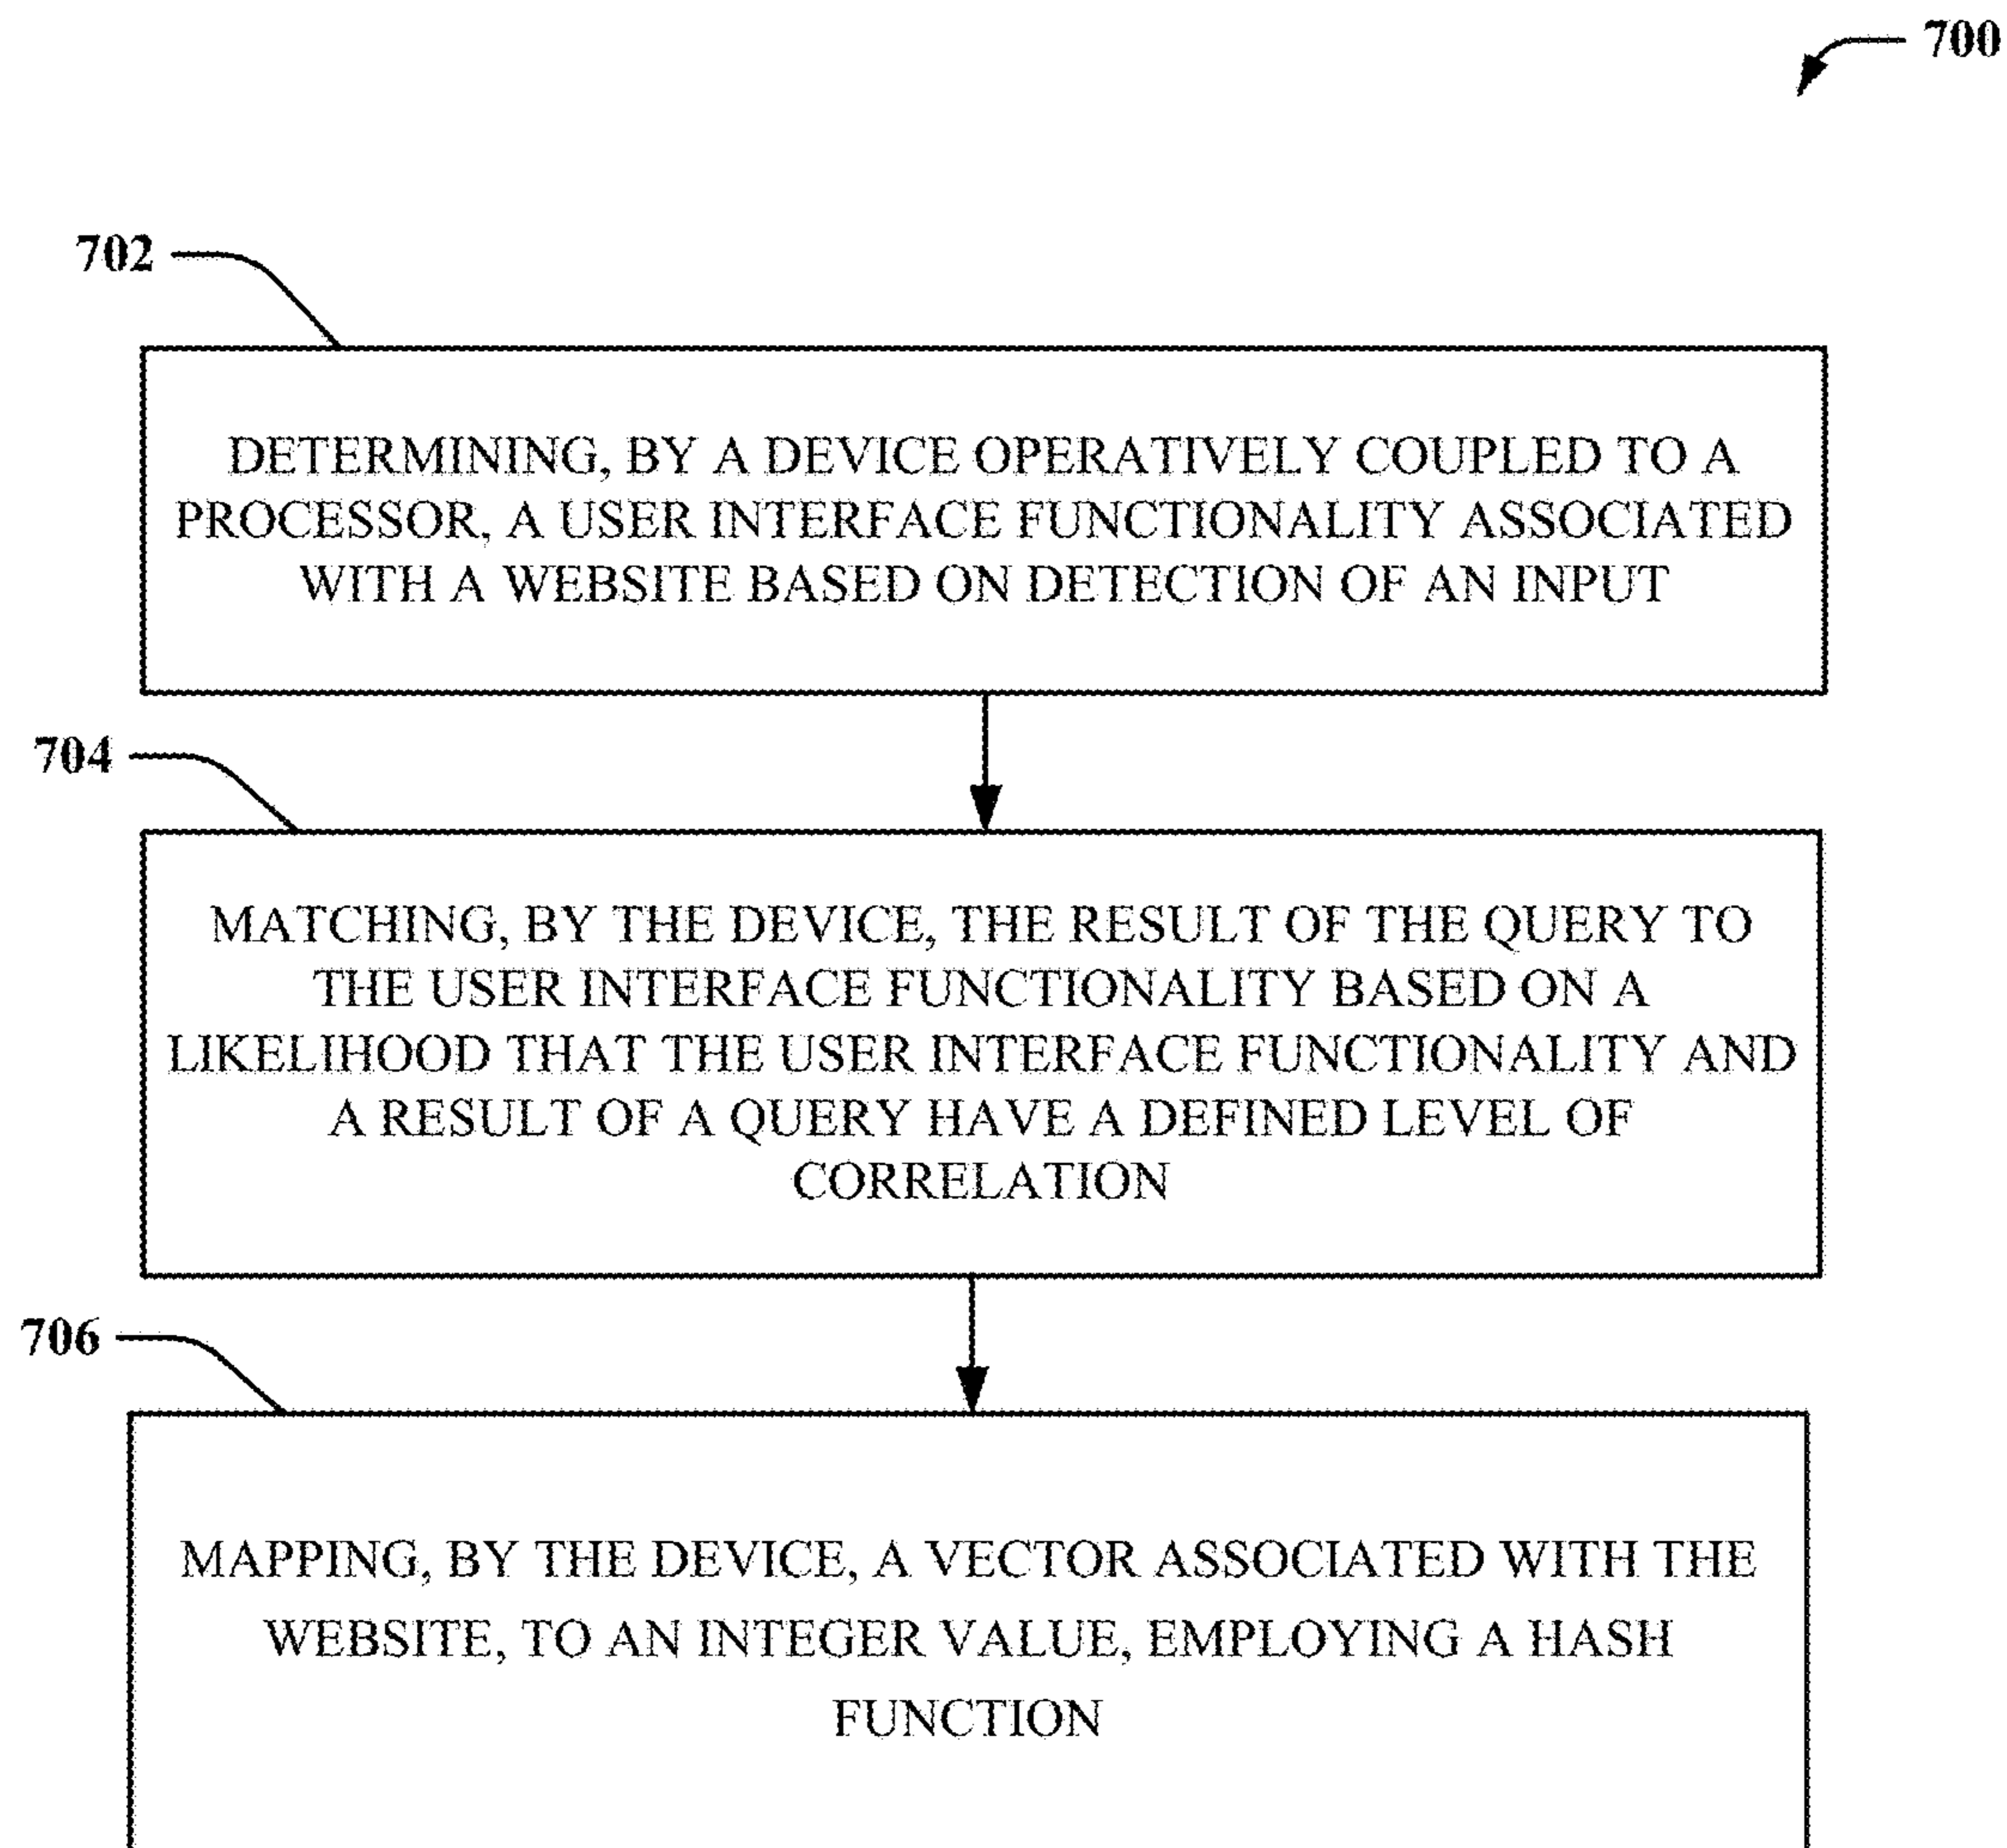 700
702
DETERMINING, BY A DEVICE OPERATIVELY COUPLED TO A
PROCESSOR, A USER INTERFACE FUNCTIONALITY ASSOCIATED
WITH A WEBSITE BASED ON DETECTION OF AN INPUT
704
MATCHING, BY THE DEVICE, THE RESULT OF THE QUERY TO
THE USER INTERFACE FUNCTIONALITY BASED ON A
LIKELIHOOD THAT THE USER INTERFACE FUNCTIONALITY AND
A RESULT OF A QUERY HAVE A DEFINED LEVEL OF
CORRELATION
706
MAPPING, BY THE DEVICE, A VECTOR ASSOCIATED WITH THE
WEBSITE, TO AN INTEGER VALUE, EMPLOYING A HASH
FUNCTION